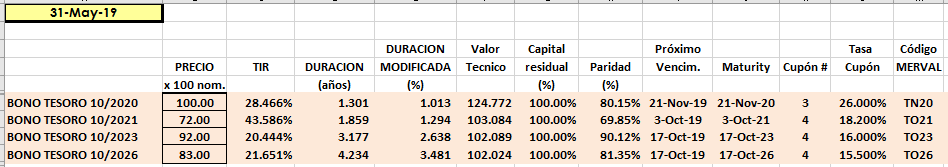 31-May-19
DURACION Valor Capital Próximo Tasa Código
PRECIO TIR DURACION MODIFICADA Tecnico residual Paridad Vencim. Maturity Cupón # Cupón MERVAL
x 100 nom. (años) (%) (%) (%)
BONO TESORO 10/2020 100.00 28.466% 1.301 1.013 124.772 100.00% 80.15% 21-Nov-19 21-Nov-20 3 26.000% TN20
BONO TESORO 10/2021 72.00 43.586% 1.859 1.294 103.084 100.00% 69.85% 3-Oct-19 3-Oct-21 4 18.200% TO21
BONO TESORO 10/2023 92.00 20.444% 3.177 2.638 102.089 100.00% 90.12% 17-Oct-19 17-Oct-23 4 16.000% TO23
BONO TESORO 10/2026 83.00 21.651% 4.234 3.481 102.024 100.00% 81.35% 17-Oct-19 17-Oct-26 4 15.500% TO26